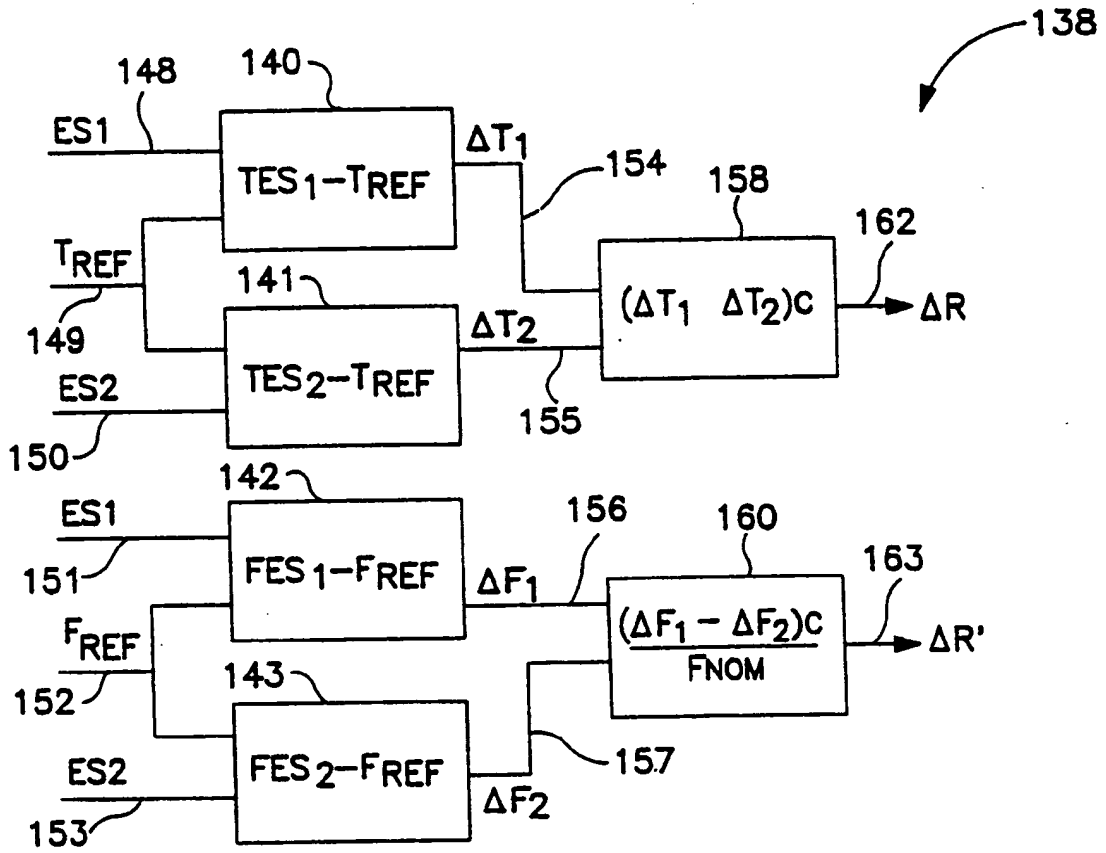 138
148
140
ES1
TES1-TREF
ΔT1
154
158
162
TREF
149
141
(ΔT1 ΔT2)C
ΔR
ES2
150
TES2-TREF
ΔT2
155
142
ES1
151
FES1-FREF
ΔF1
156
160
163
FREF
152
143
(ΔF1 - ΔF2)C
FNOM
ΔR'
ES2
153
FES2-FREF
ΔF2
157